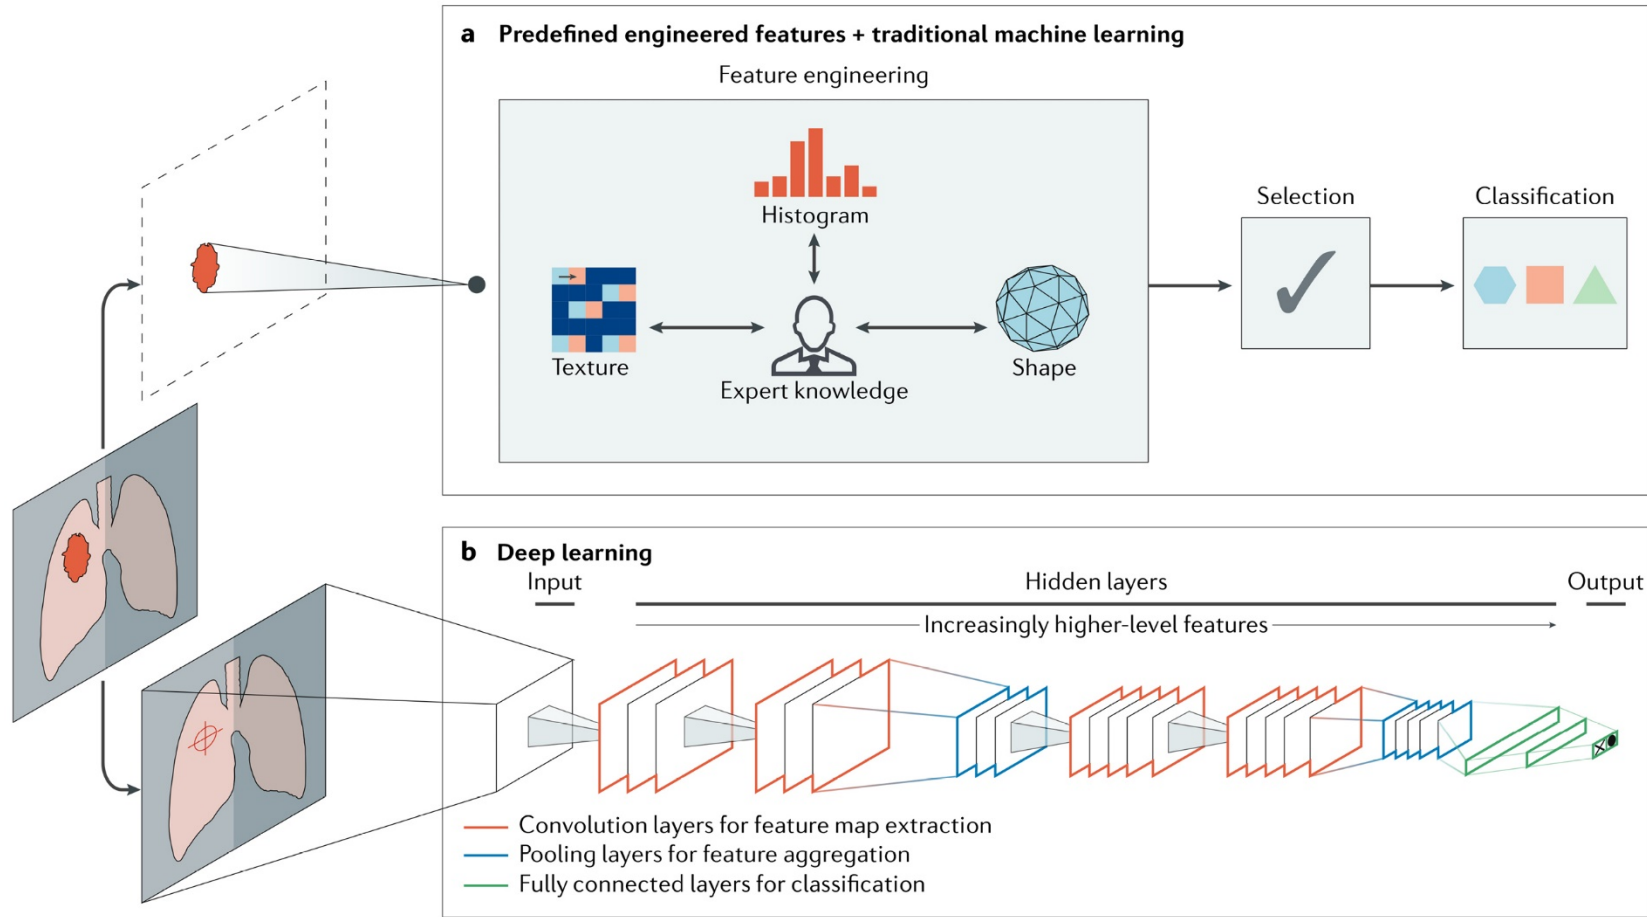 a Predefined engineered features + traditional machine learning
Feature engineering
Histogram
Texture
Expert knowledge
Shape
Selection
Classification
b Deep learning
Input
Hidden layers
Output
Increasingly higher-level features
Convolution layers for feature map extraction
Pooling layers for feature aggregation
Fully connected layers for classification